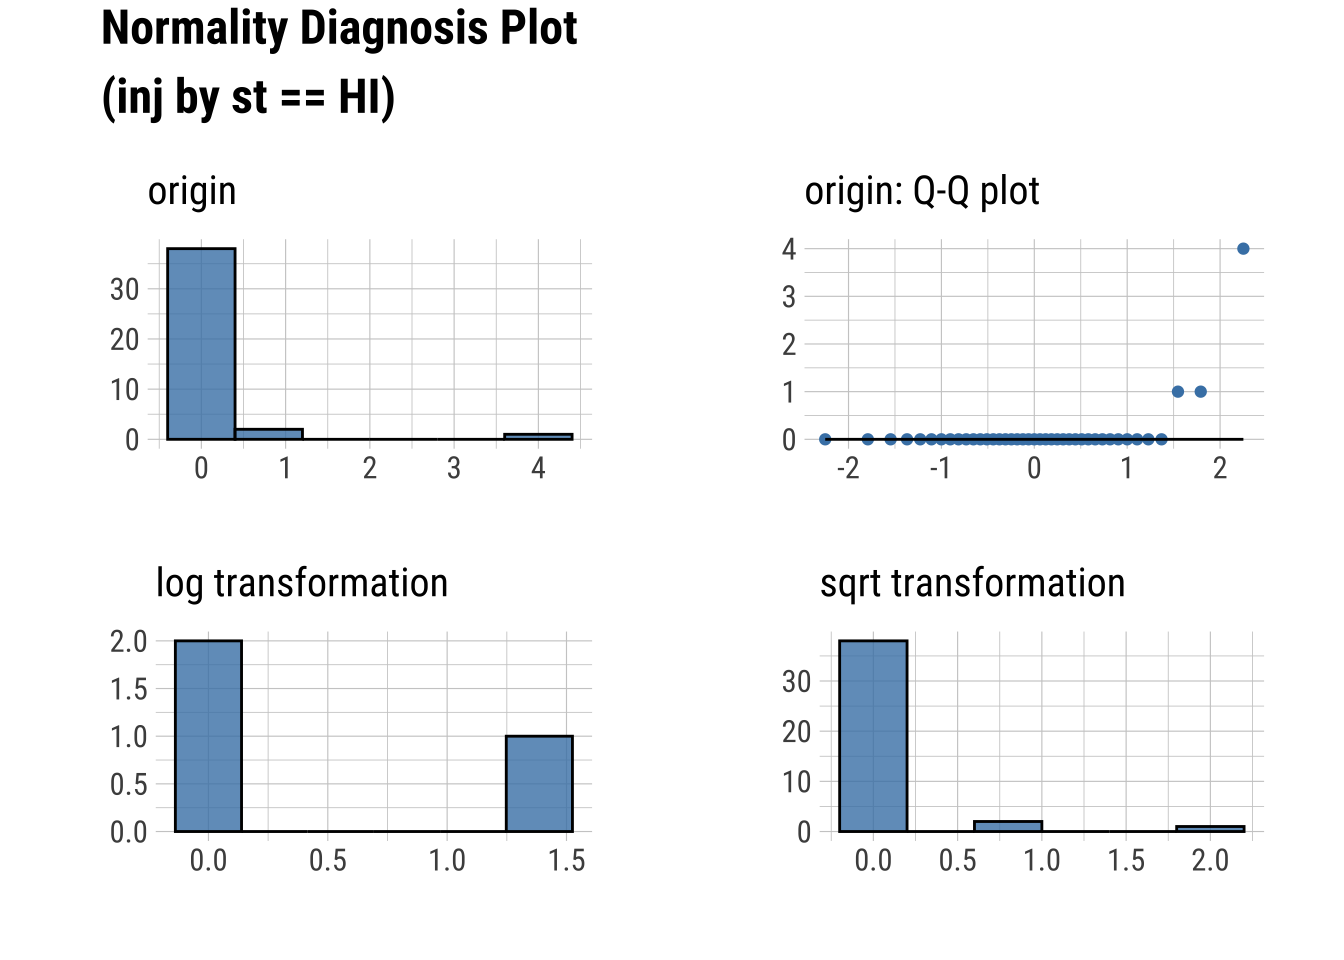 Normality Diagnosis Plot
(inj by st == HI)
origin
30
20
10
0
0 1 2 3 4
origin: Q-Q plot
4
3
2
1
0
-2 -1 0 1 2
log transformation
2.0
1.5
1.0
0.5
0.0
0.0 0.5 1.0 1.5
sqrt transformation
30
20
10
0
0.0 0.5 1.0 1.5 2.0